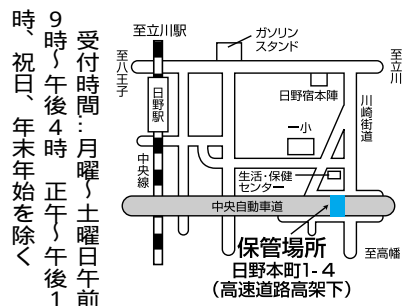 受付時間：月曜～土曜日午前
9時～午後4時　正午～午後1
時、祝日、年末年始を除く
至立川駅
ガソリン
スタンド
至八王子
至立川
日野駅
日野宿本陣
川崎街道
一小
中央線
生活・保健
センター
中央自動車道
保管場所
日野本町1-4
（高速道路高架下）
至高幡